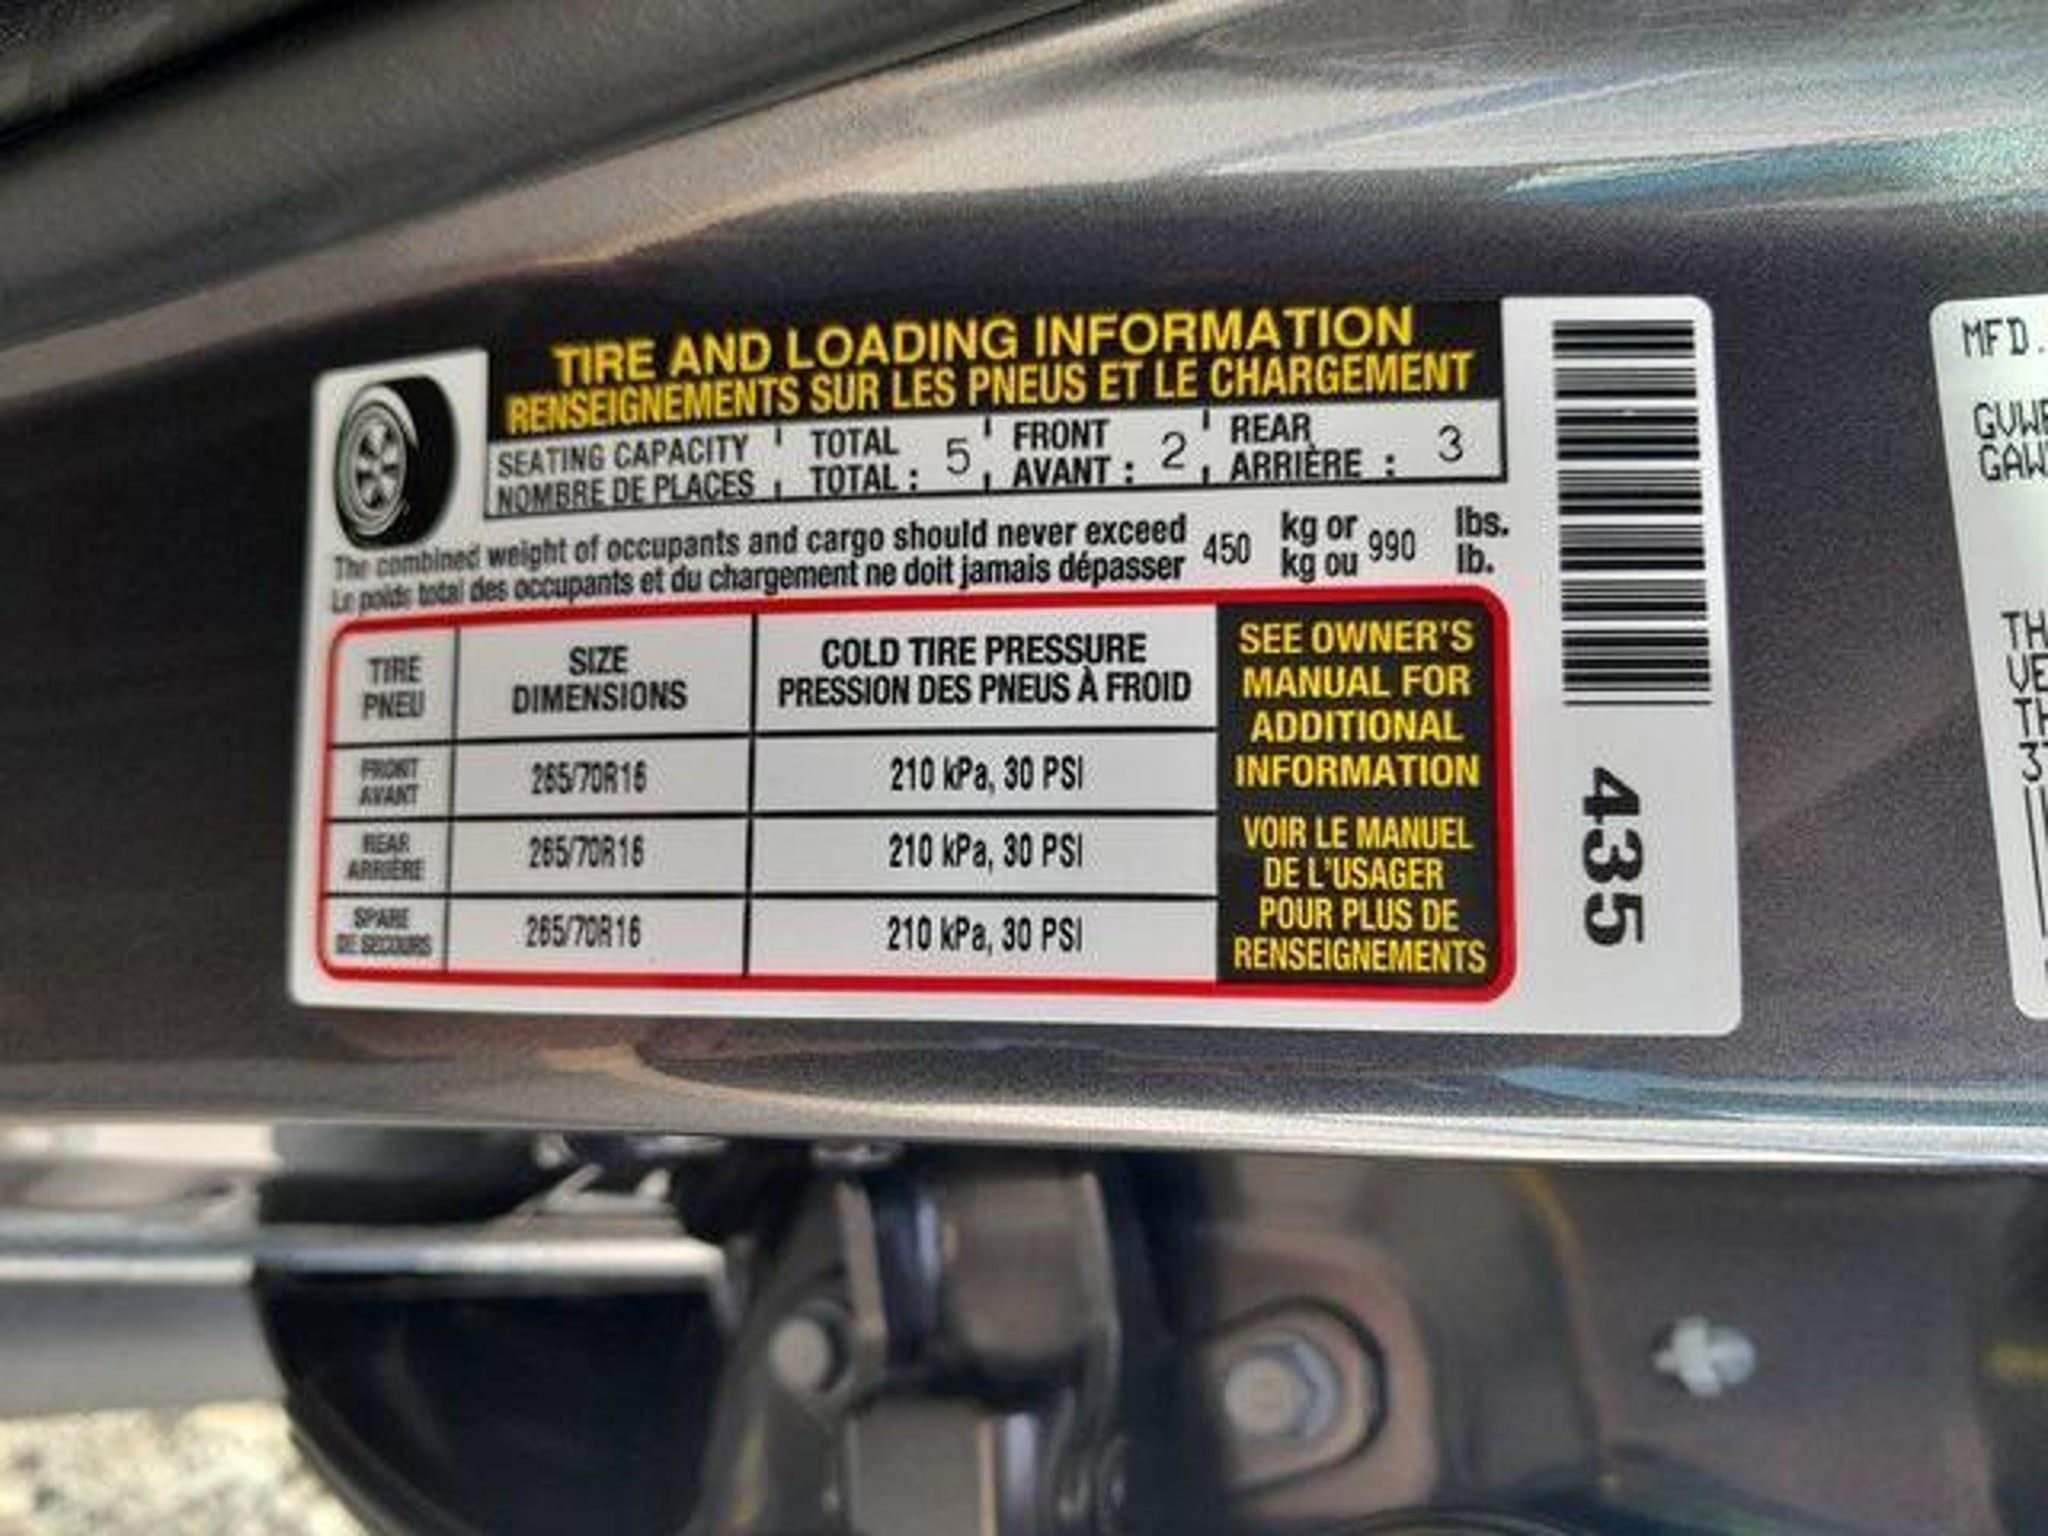 TIRE AND LOADING INFORMATION
RENSEIGNEMENTS SUR LES PNEUS ET LE CHARGEMENT
SEATING CAPACITY TOTAL FRONT REAR
NOMBRE DE PLACES TOTAL : 5 AVANT : 2 ARRIÈRE : 3
The combined weight of occupants and cargo should never exceed 450 kg or 990 lbs.
Le poids total des occupants et du chargement ne doit jamais dépasser kg ou lb.
TIRE SIZE COLD TIRE PRESSURE
PNEU DIMENSIONS PRESSION DES PNEUS À FROID
FRONT
AVANT
265/70R16
210 kPa, 30 PSI
REAR
ARRIÈRE
265/70R16
210 kPa, 30 PSI
SPARE
DE SECOURS
265/70R16
210 kPa, 30 PSI
SEE OWNER'S
MANUAL FOR
ADDITIONAL
INFORMATION
VOIR LE MANUEL
DE L'USAGER
POUR PLUS DE
RENSEIGNEMENTS
435
MFD.